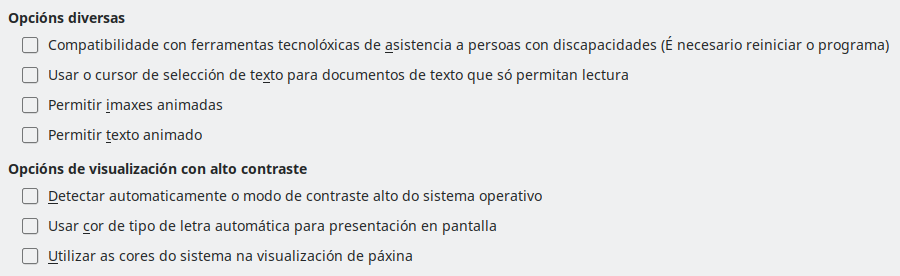 Opcións diversas
Compatibilidade con ferramentas tecnolóxicas de asistencia a persoas con discapacidades (É necesario reiniciar o programa)
Usar o cursor de selección de texto para documentos de texto que só permitan lectura
Permitir imaxes animadas
Permitir texto animado
Opcións de visualización con alto contraste
Detectar automaticamente o modo de contraste alto do sistema operativo
Usar cor de tipo de letra automática para presentación en pantalla
Utilizar as cores do sistema na visualización de páxina